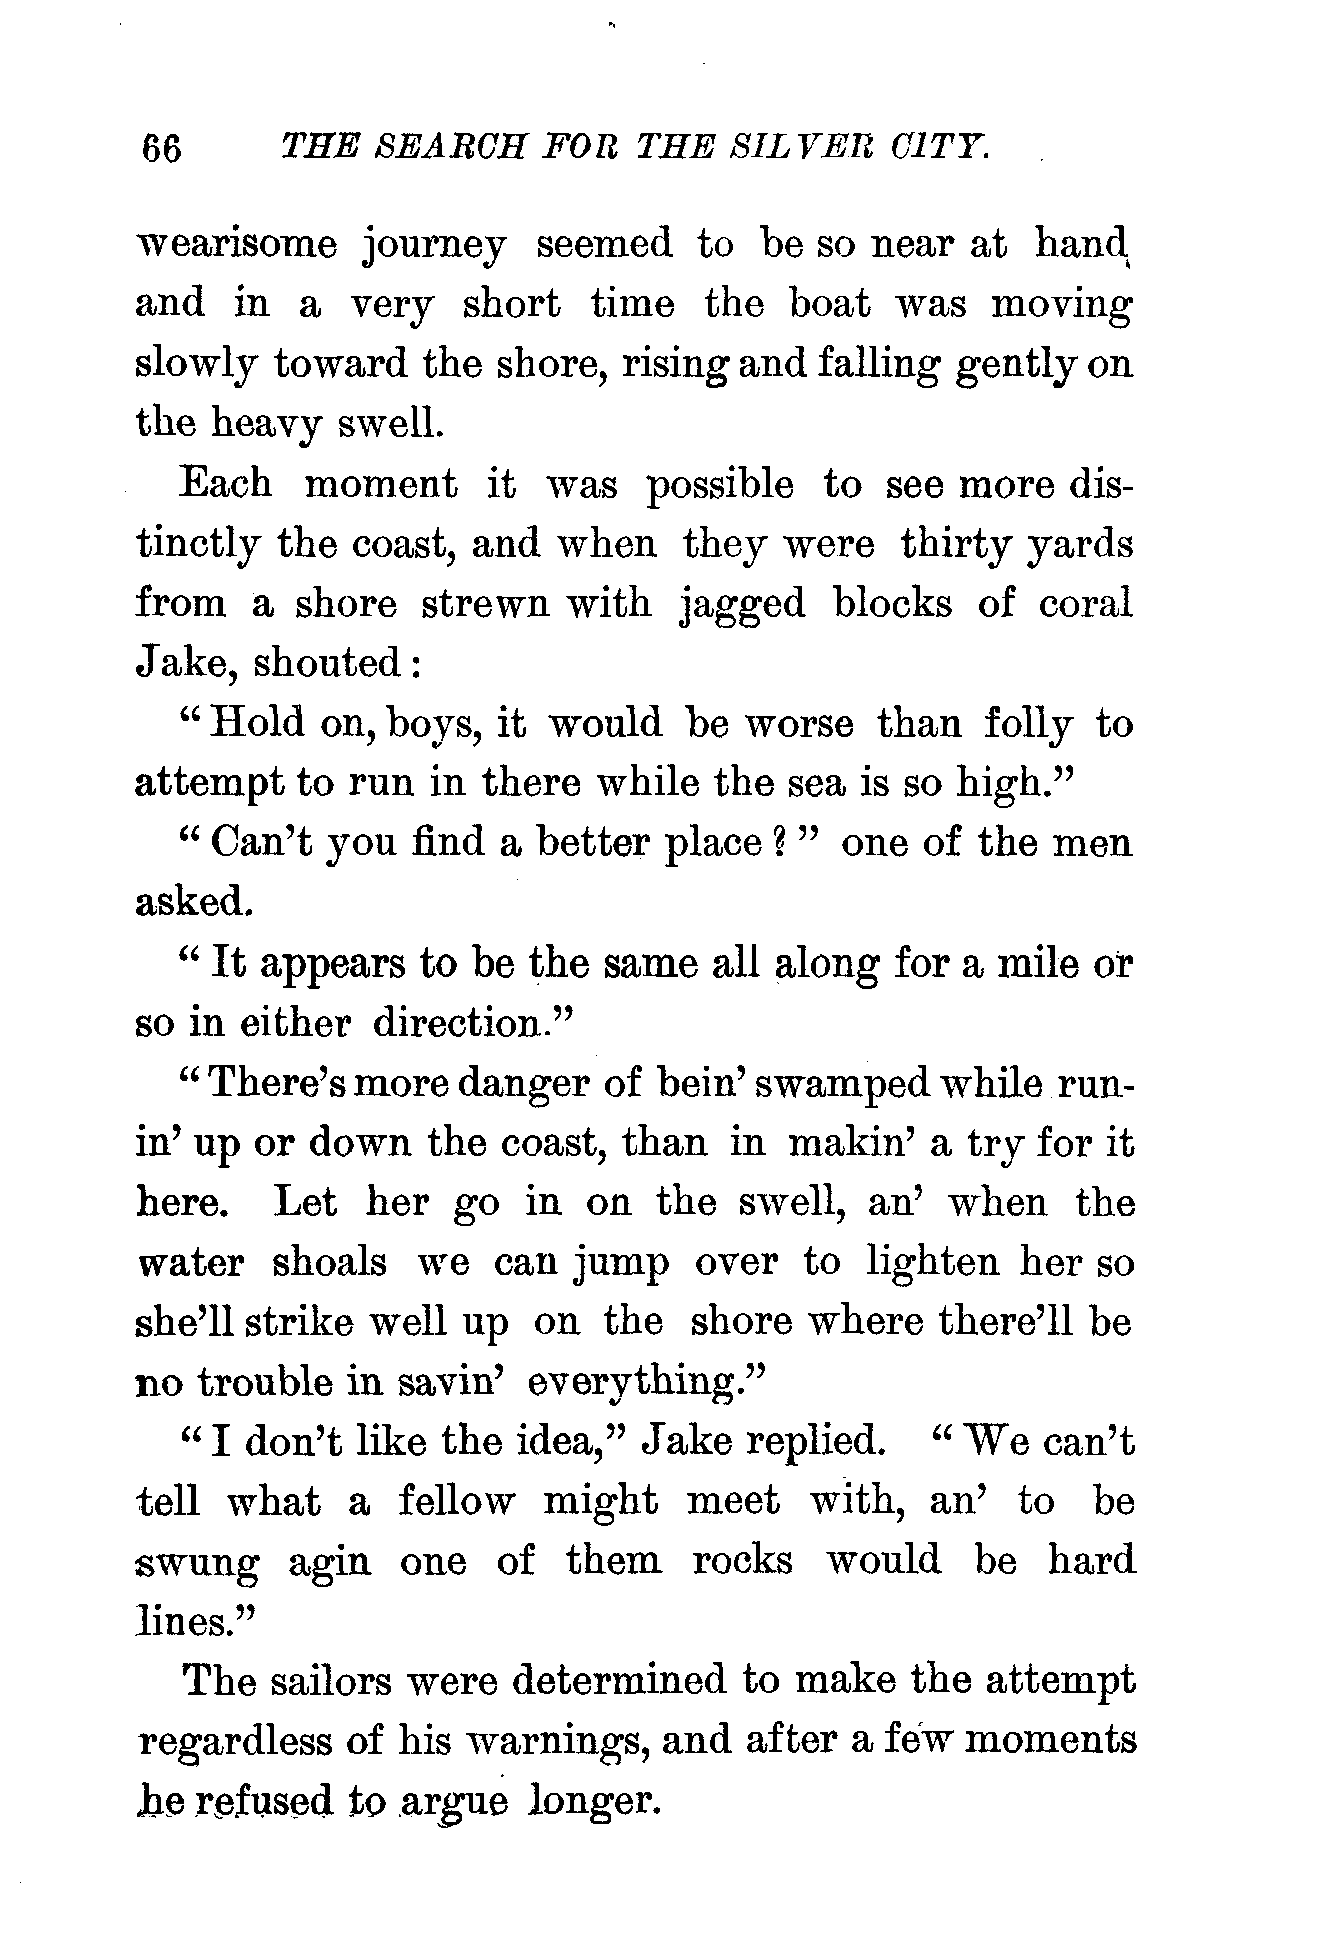 66 THE SEARCH FOR THE SILVER CITY.
wearisome journey seemed to be so near at hand,
and in a very short time the boat was moving
slowly toward the shore, rising and falling gently on
the heavy swell.
Each moment it was possible to see more dis-
tinctly the coast, and when they were thirty yards
from a shore strewn with jagged blocks of coral
Jake, shouted:
“Hold on, boys, it would be worse than folly to
attempt to run in there while the sea is so high.”
“Can’t you find a better place?” one of the men
asked.
“It appears to be the same all along for a mile or
so in either direction.”
“There’s more danger of bein’ swamped while run-
in’ up or down the coast, than in makin’ a try for it
here. Let her go in on the swell, an’ when the
water shoals we can jump over to lighten her so
she’ll strike well up on the shore where there’ll be
no trouble in savin’ everything.”
“I don’t like the idea,” Jake replied. “We can’t
tell what a fellow might meet with, an’ to be
swung agin one of them rocks would be hard
lines.”
The sailors were determined to make the attempt
regardless of his warnings, and after a few moments
he refused to argue longer.